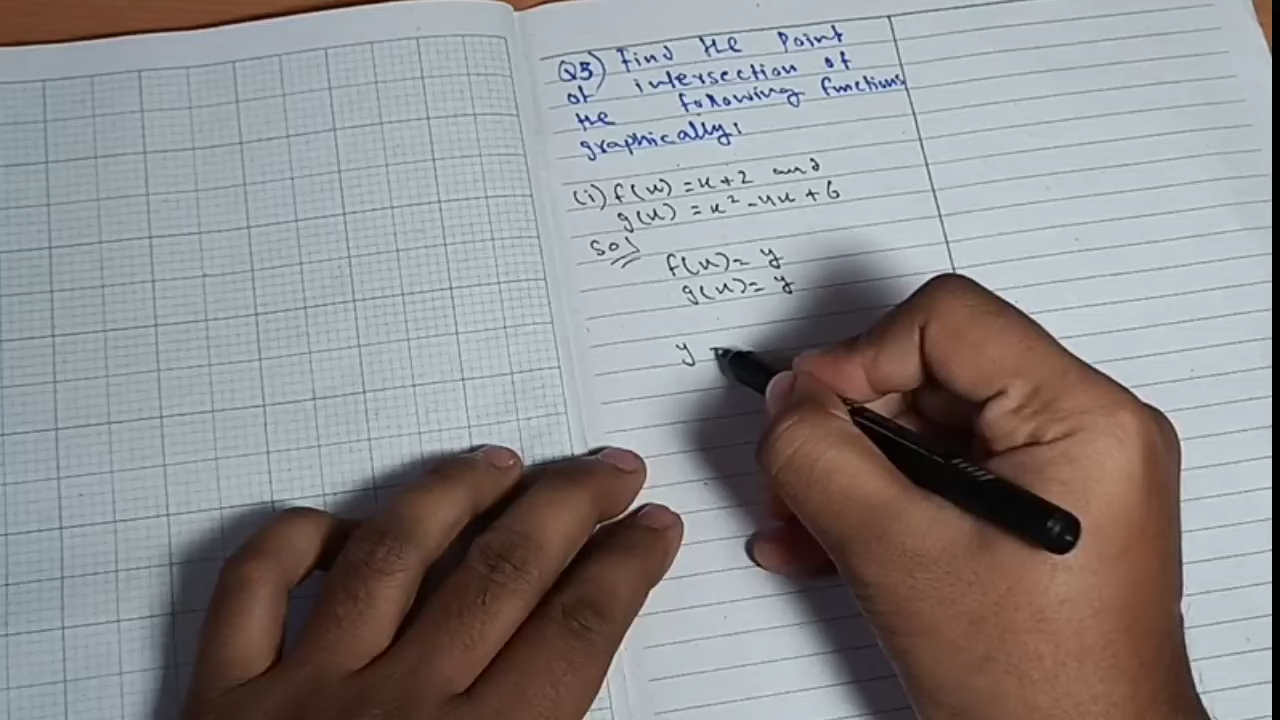 Q3) Find the point
of intersection of
the following functions
graphically:
(i) f(x) = x+2 and
g(x) = x² - 4x + 6
Sol
f(x) = y
g(x) = y
y